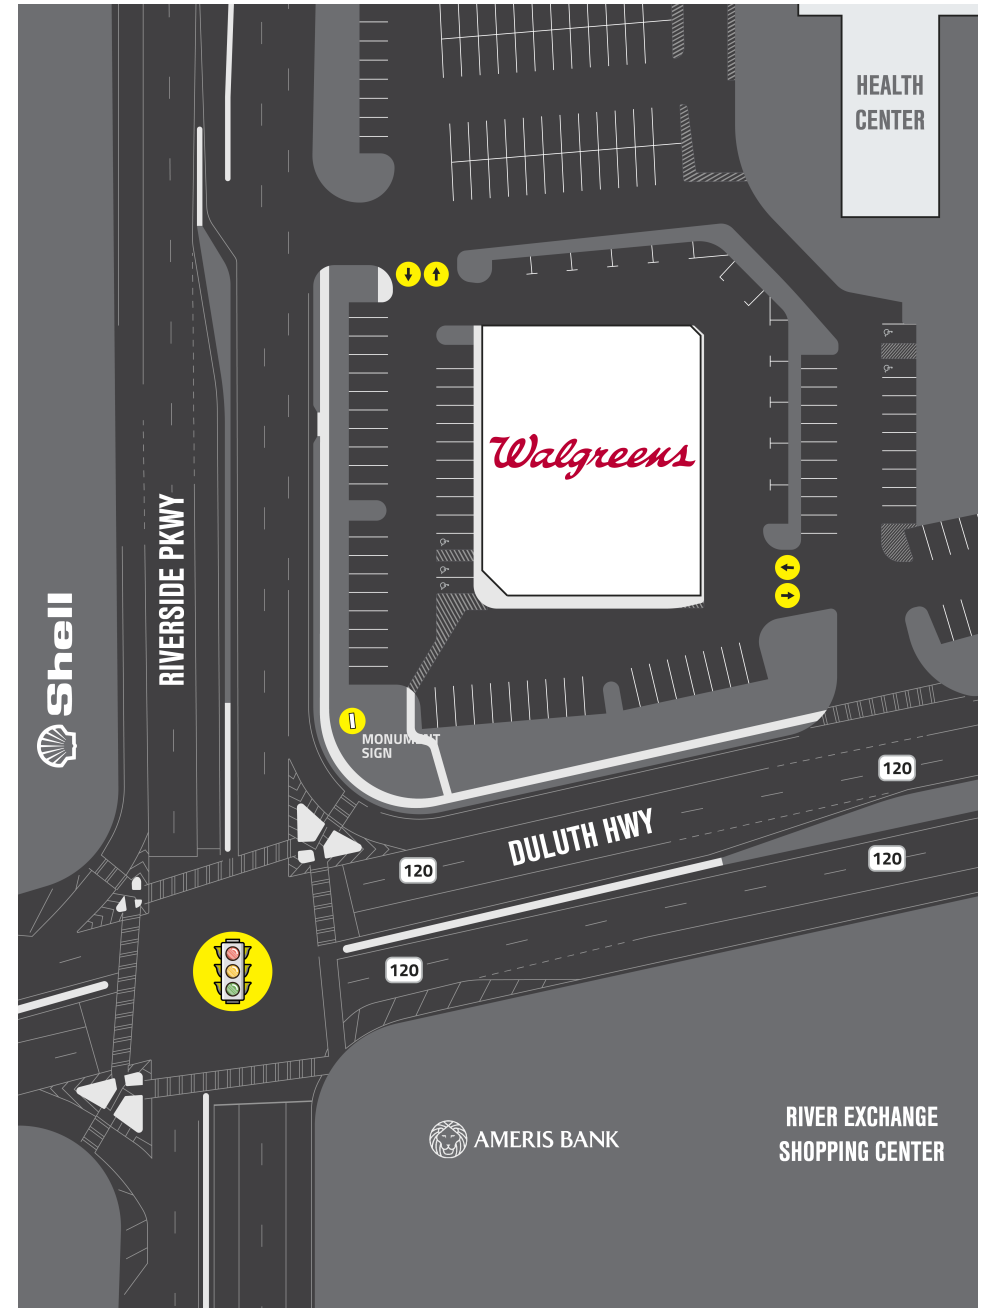 HEALTH
CENTER
Walgreens
RIVERSIDE PKWY
Shell
MONUMENT
SIGN
120
DULUTH HWY
120
120
120
AMERIS BANK
RIVER EXCHANGE
SHOPPING CENTER